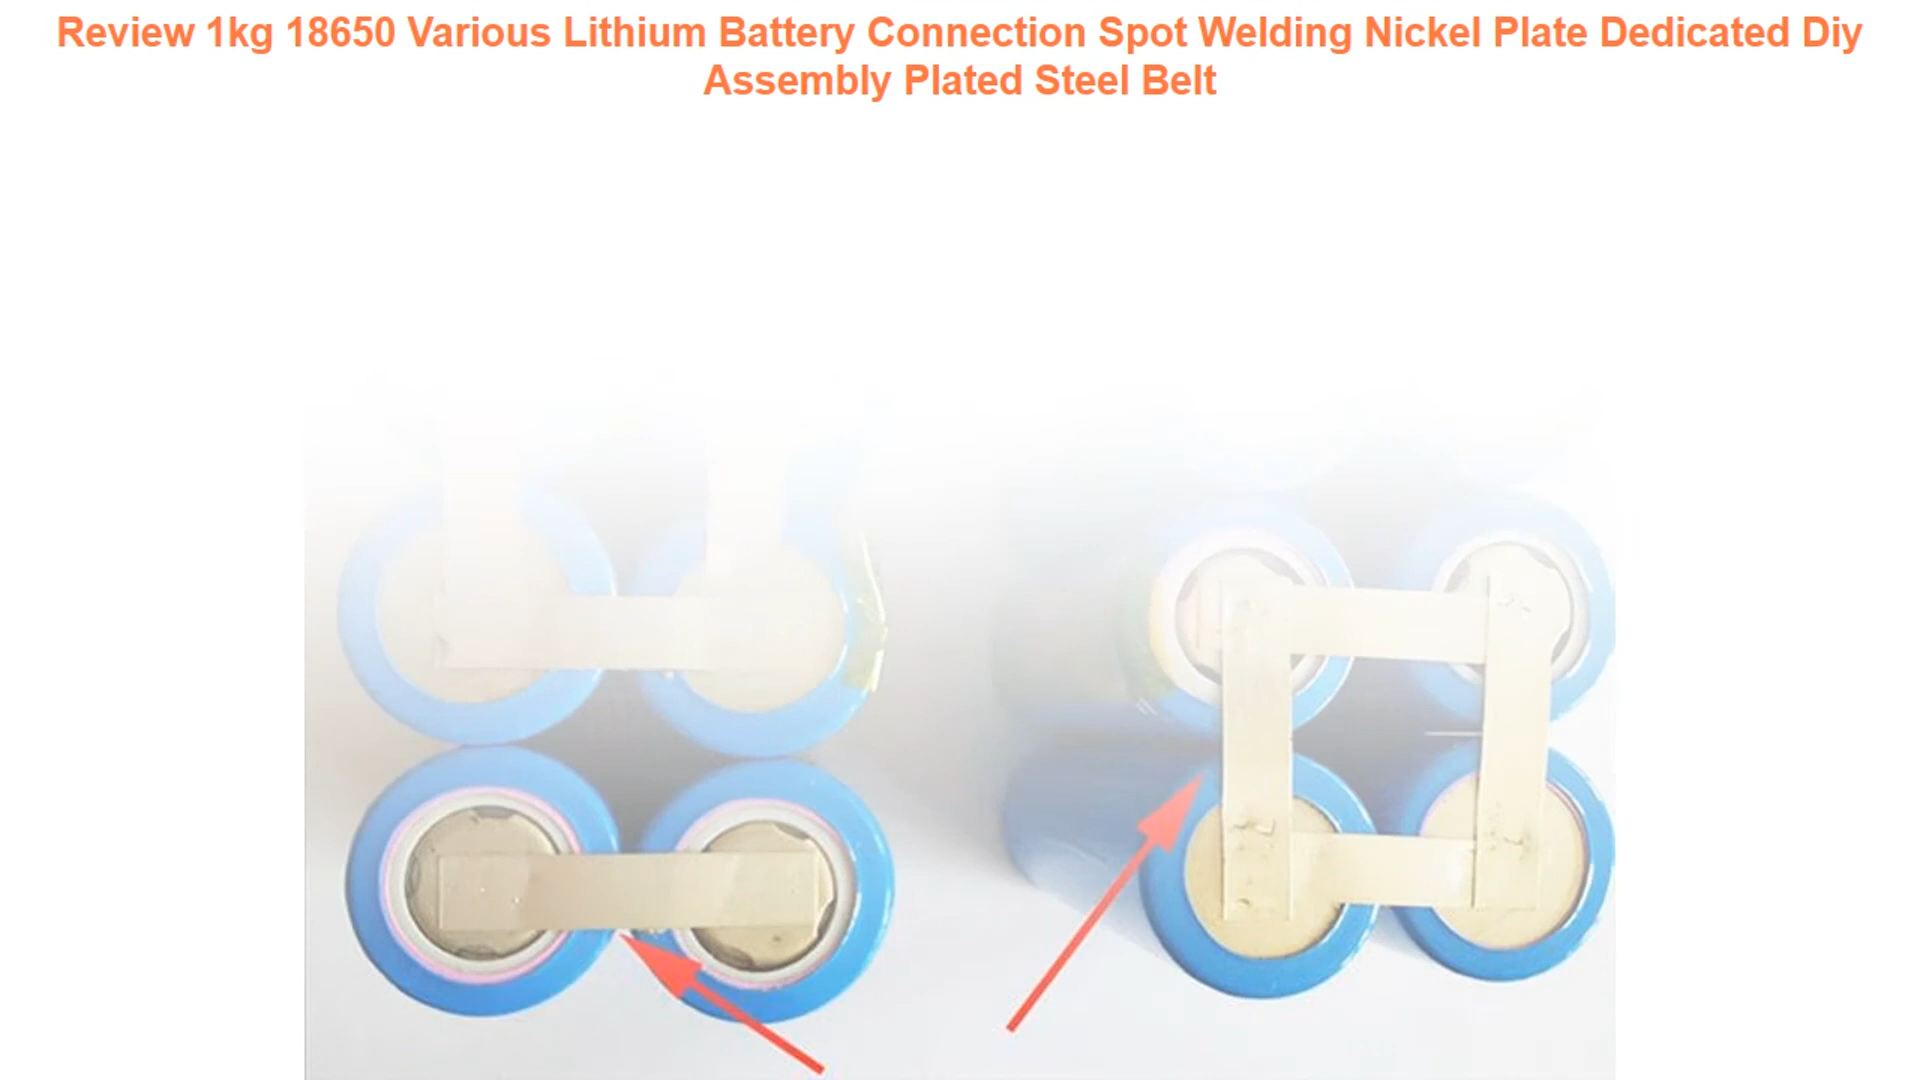 Review 1kg 18650 Various Lithium Battery Connection Spot Welding Nickel Plate Dedicated Diy
Assembly Plated Steel Belt